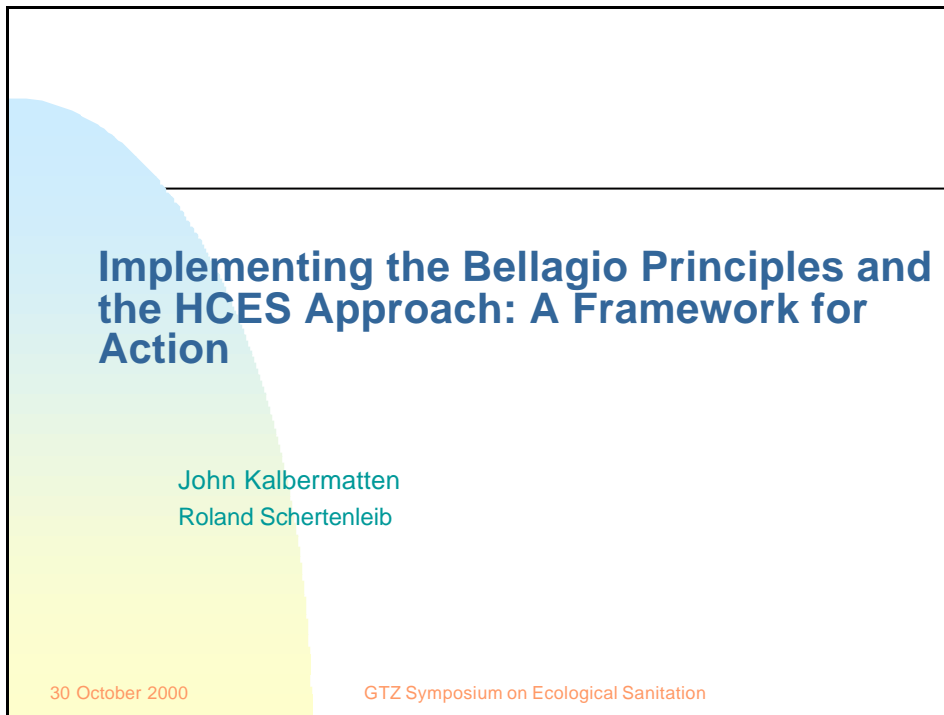 Implementing the Bellagio Principles and
the HCES Approach: A Framework for
Action
John Kalbermatten
Roland Schertenleib
30 October 2000
GTZ Symposium on Ecological Sanitation